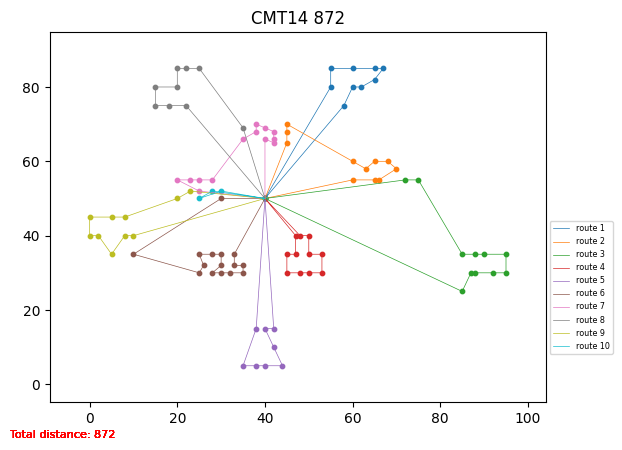 CMT14 872
80
60
40
20
0
0 20 40 60 80 100
route 1
route 2
route 3
route 4
route 5
route 6
route 7
route 8
route 9
route 10
Total distance: 872